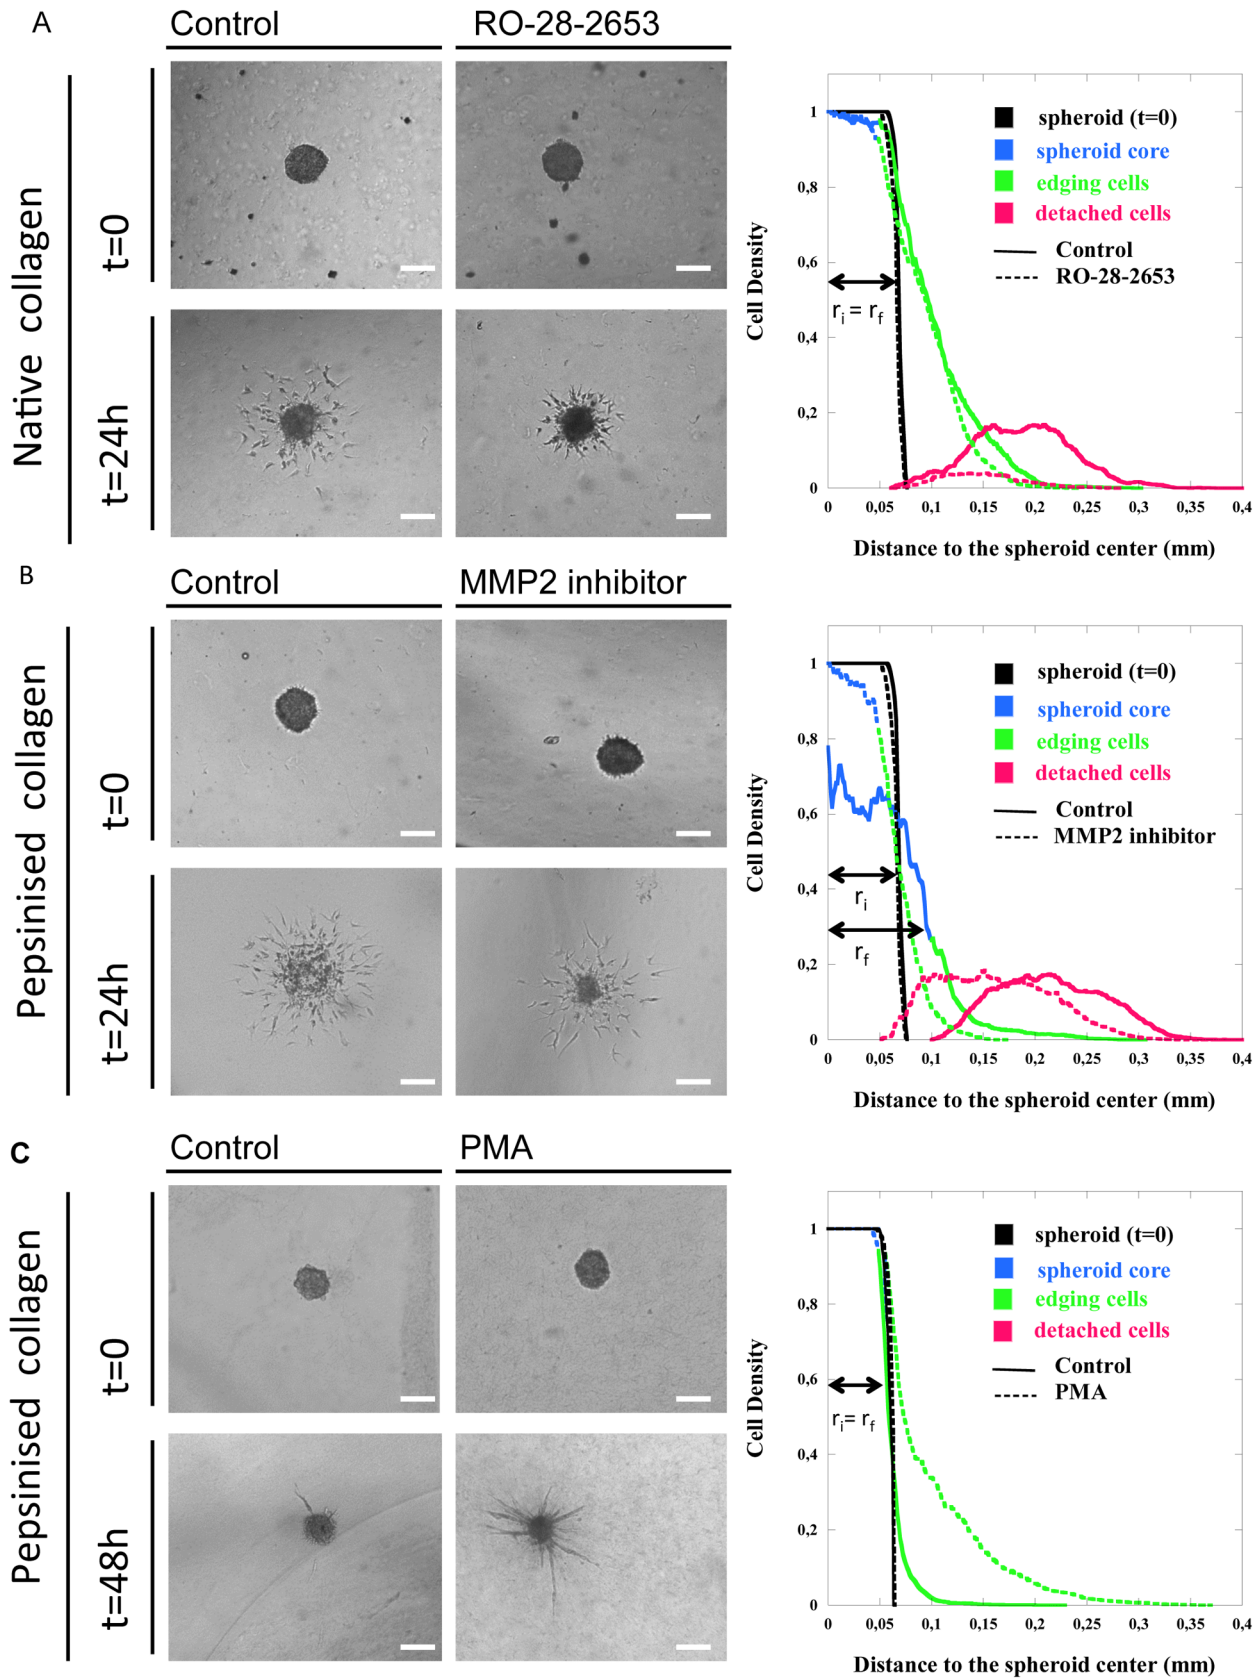 A
Control
RO-28-2653
Native collagen
t=0
t=24h
1
0,8
0,6
0,4
0,2
0
Cell Density
spheroid (t=0)
spheroid core
edging cells
detached cells
Control
RO-28-2653
ri = rf
0 0,05 0,1 0,15 0,2 0,25 0,3 0,35 0,4
Distance to the spheroid center (mm)
B
Control
MMP2 inhibitor
Pepsinised collagen
t=0
t=24h
1
0,8
0,6
0,4
0,2
0
Cell Density
spheroid (t=0)
spheroid core
edging cells
detached cells
Control
MMP2 inhibitor
ri
rf
0 0,05 0,1 0,15 0,2 0,25 0,3 0,35 0,4
Distance to the spheroid center (mm)
C
Control
PMA
Pepsinised collagen
t=0
t=48h
1
0,8
0,6
0,4
0,2
0
Cell Density
spheroid (t=0)
spheroid core
edging cells
detached cells
Control
PMA
ri= rf
0 0,05 0,1 0,15 0,2 0,25 0,3 0,35 0,4
Distance to the spheroid center (mm)